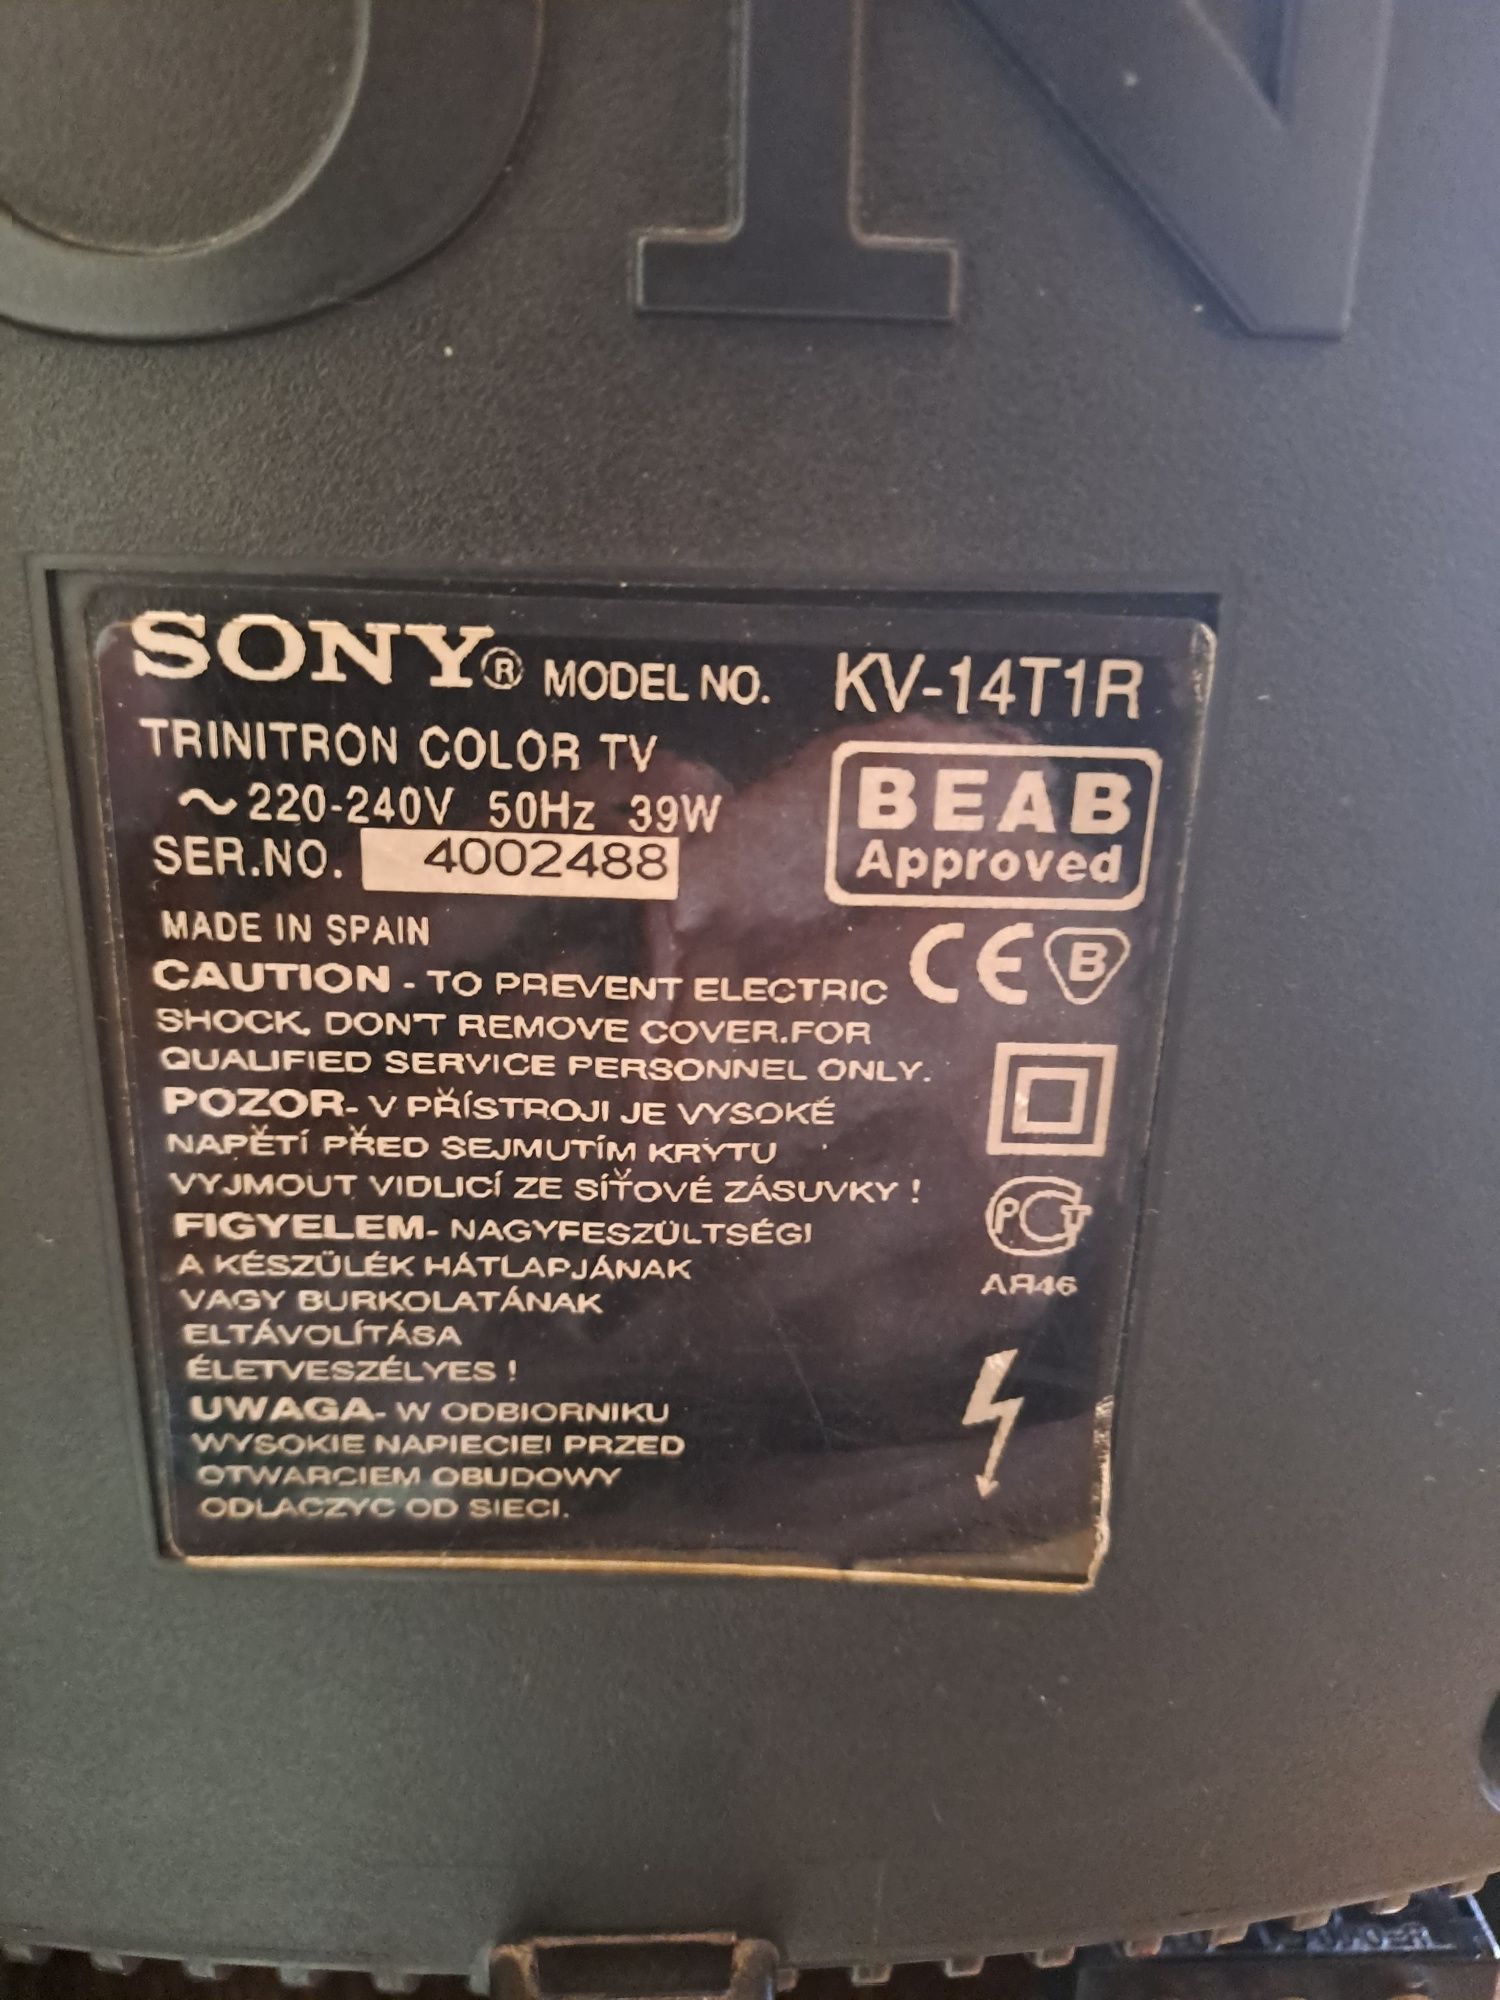 SONY® MODEL NO. KV-14T1R
TRINITRON COLOR TV
~220-240V 50Hz 39W
SER.NO. 4002488
BEAB
Approved
MADE IN SPAIN
CE B
CAUTION - TO PREVENT ELECTRIC
SHOCK, DON'T REMOVE COVER.FOR
QUALIFIED SERVICE PERSONNEL ONLY.
POZOR- V PŘÍSTROJI JE VYSOKÉ
NAPĚTÍ PŘED SEJMUTÍM KRYTU
VYJMOUT VIDLICÍ ZE SÍŤOVÉ ZÁSUVKY !
FIGYELEM- NAGYFESZÜLTSÉG!
A KÉSZÜLÉK HÁTLAPJÁNAK
VAGY BURKOLATÁNAK
ELTÁVOLÍTÁSA
ÉLETVESZÉLYES !
UWAGA- W ODBIORNIKU
WYSOKIE NAPIECIEI PRZED
OTWARCIEM OBUDOWY
ODLACZYC OD SIECI.
PCT
АЯ46